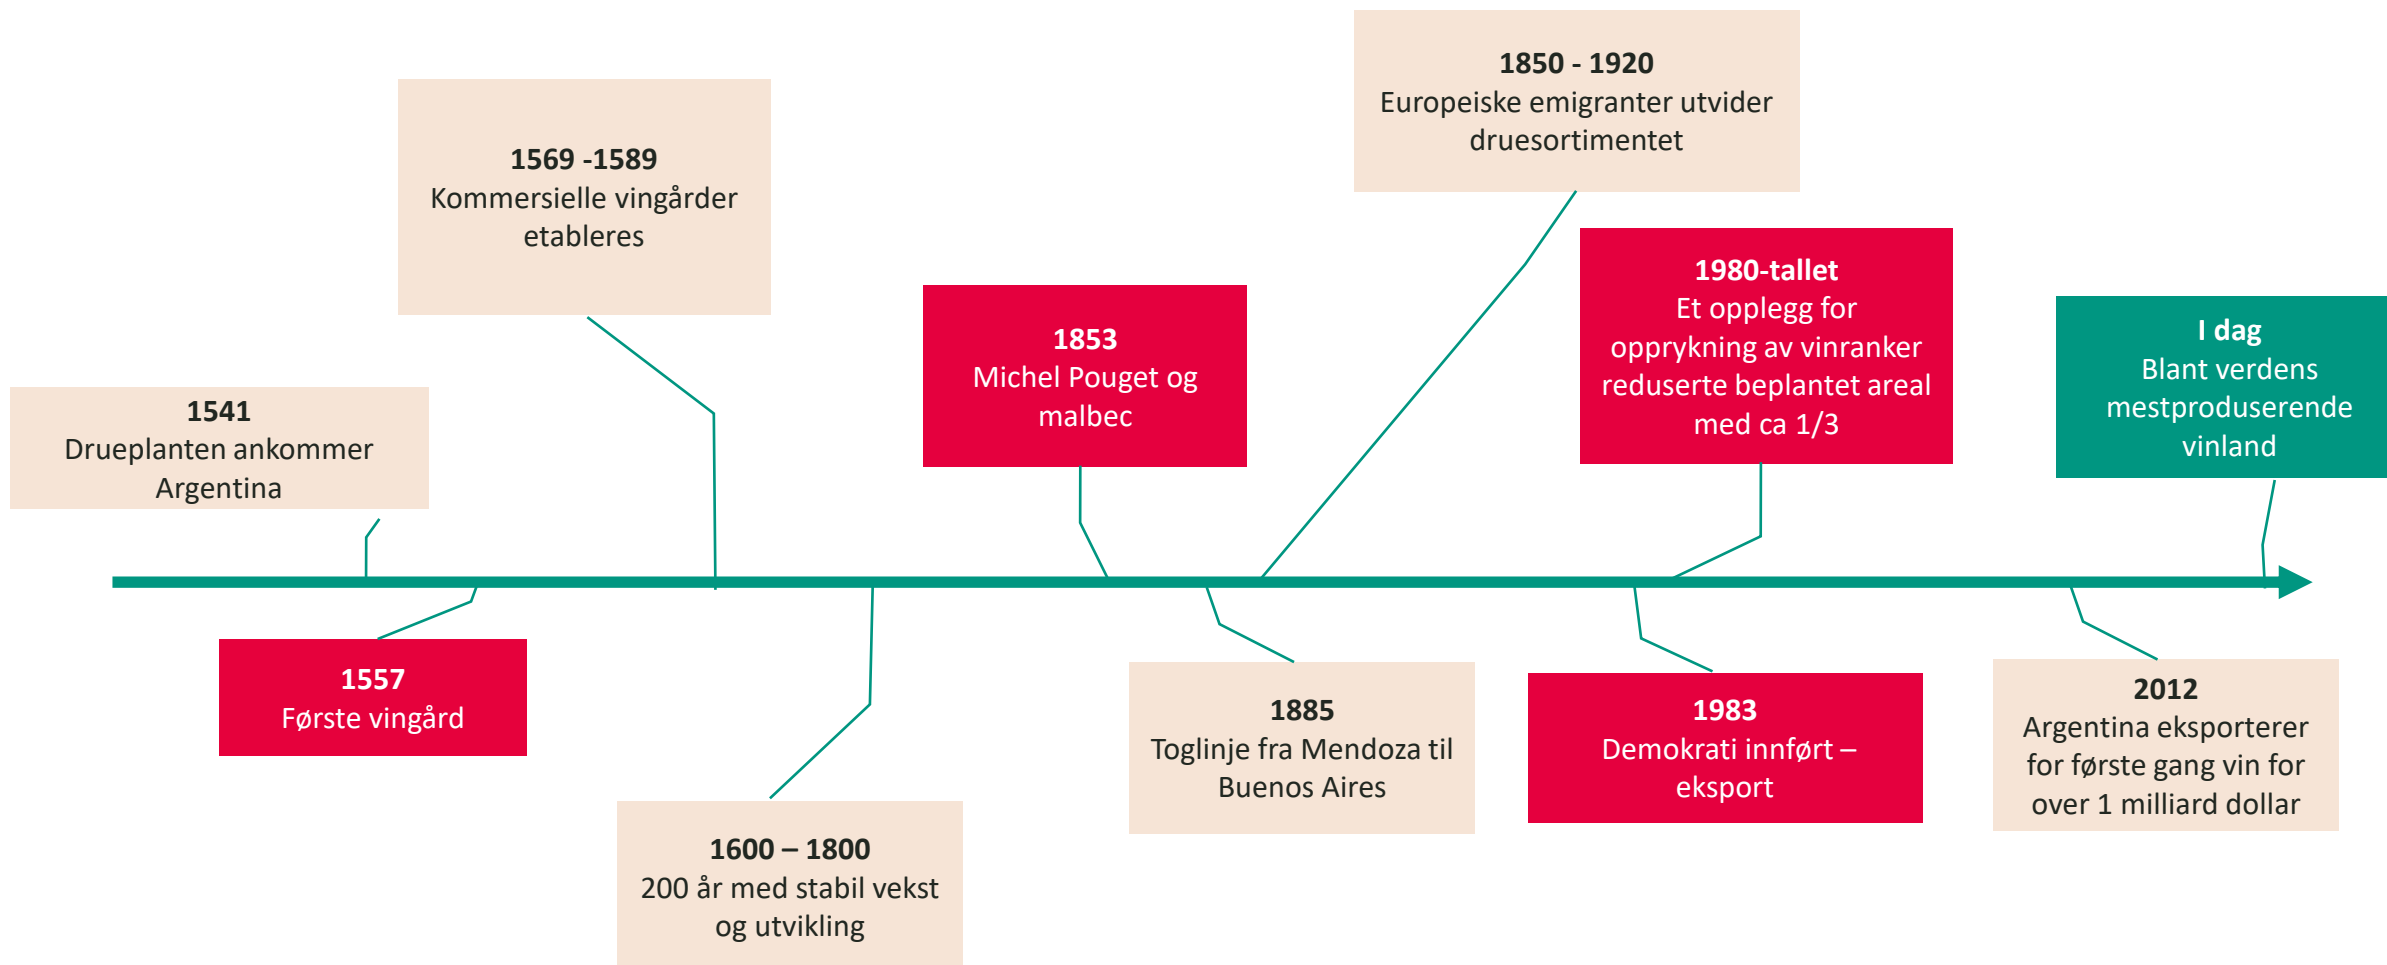 1541
Drueplanten ankommer
Argentina
1557
Første vingård
1569 -1589
Kommersielle vingårder
etableres
1600 – 1800
200 år med stabil vekst
og utvikling
1853
Michel Pouget og
malbec
1885
Toglinje fra Mendoza til
Buenos Aires
1850 - 1920
Europeiske emigranter utvider
druesortimentet
1983
Demokrati innført –
eksport
1980-tallet
Et opplegg for
opprykning av vinranker
reduserte beplantet areal
med ca 1/3
2012
Argentina eksporterer
for første gang vin for
over 1 milliard dollar
I dag
Blant verdens
mestproduserende
vinland